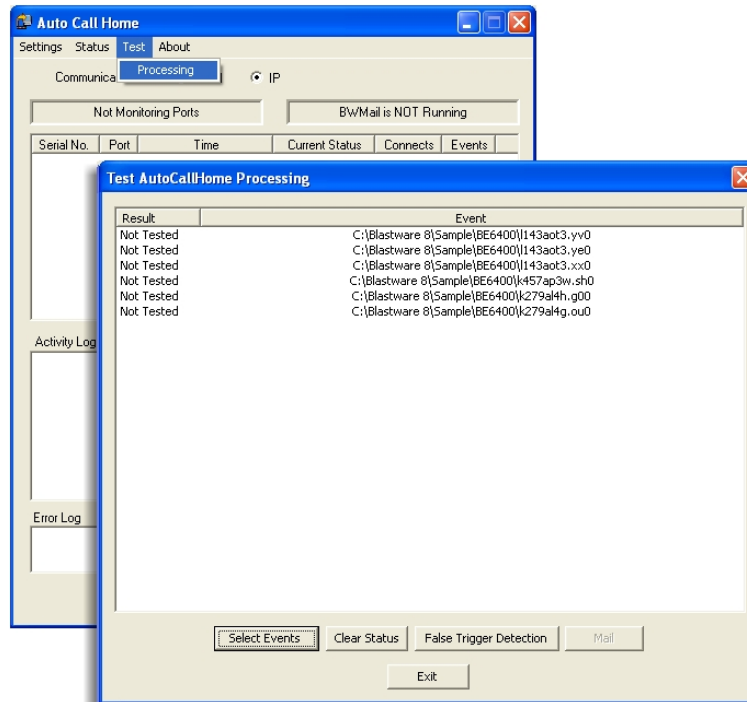 Auto Call Home
Settings Status Test About
Processing
IP
Not Monitoring Ports BWMail is NOT Running
Serial No. Port Time Current Status Connects Events
Test AutoCallHome Processing
Result Event
Not Tested C:\Blastware 8\Sample\BE6400\l143aot3.yv0
Not Tested C:\Blastware 8\Sample\BE6400\l143aot3.ye0
Not Tested C:\Blastware 8\Sample\BE6400\l143aot3.xx0
Not Tested C:\Blastware 8\Sample\BE6400\k457ap3w.sh0
Not Tested C:\Blastware 8\Sample\BE6400\k279al4h.g00
Not Tested C:\Blastware 8\Sample\BE6400\k279al4g.ou0
Activity Log
Error Log
Select Events Clear Status False Trigger Detection Mail
Exit